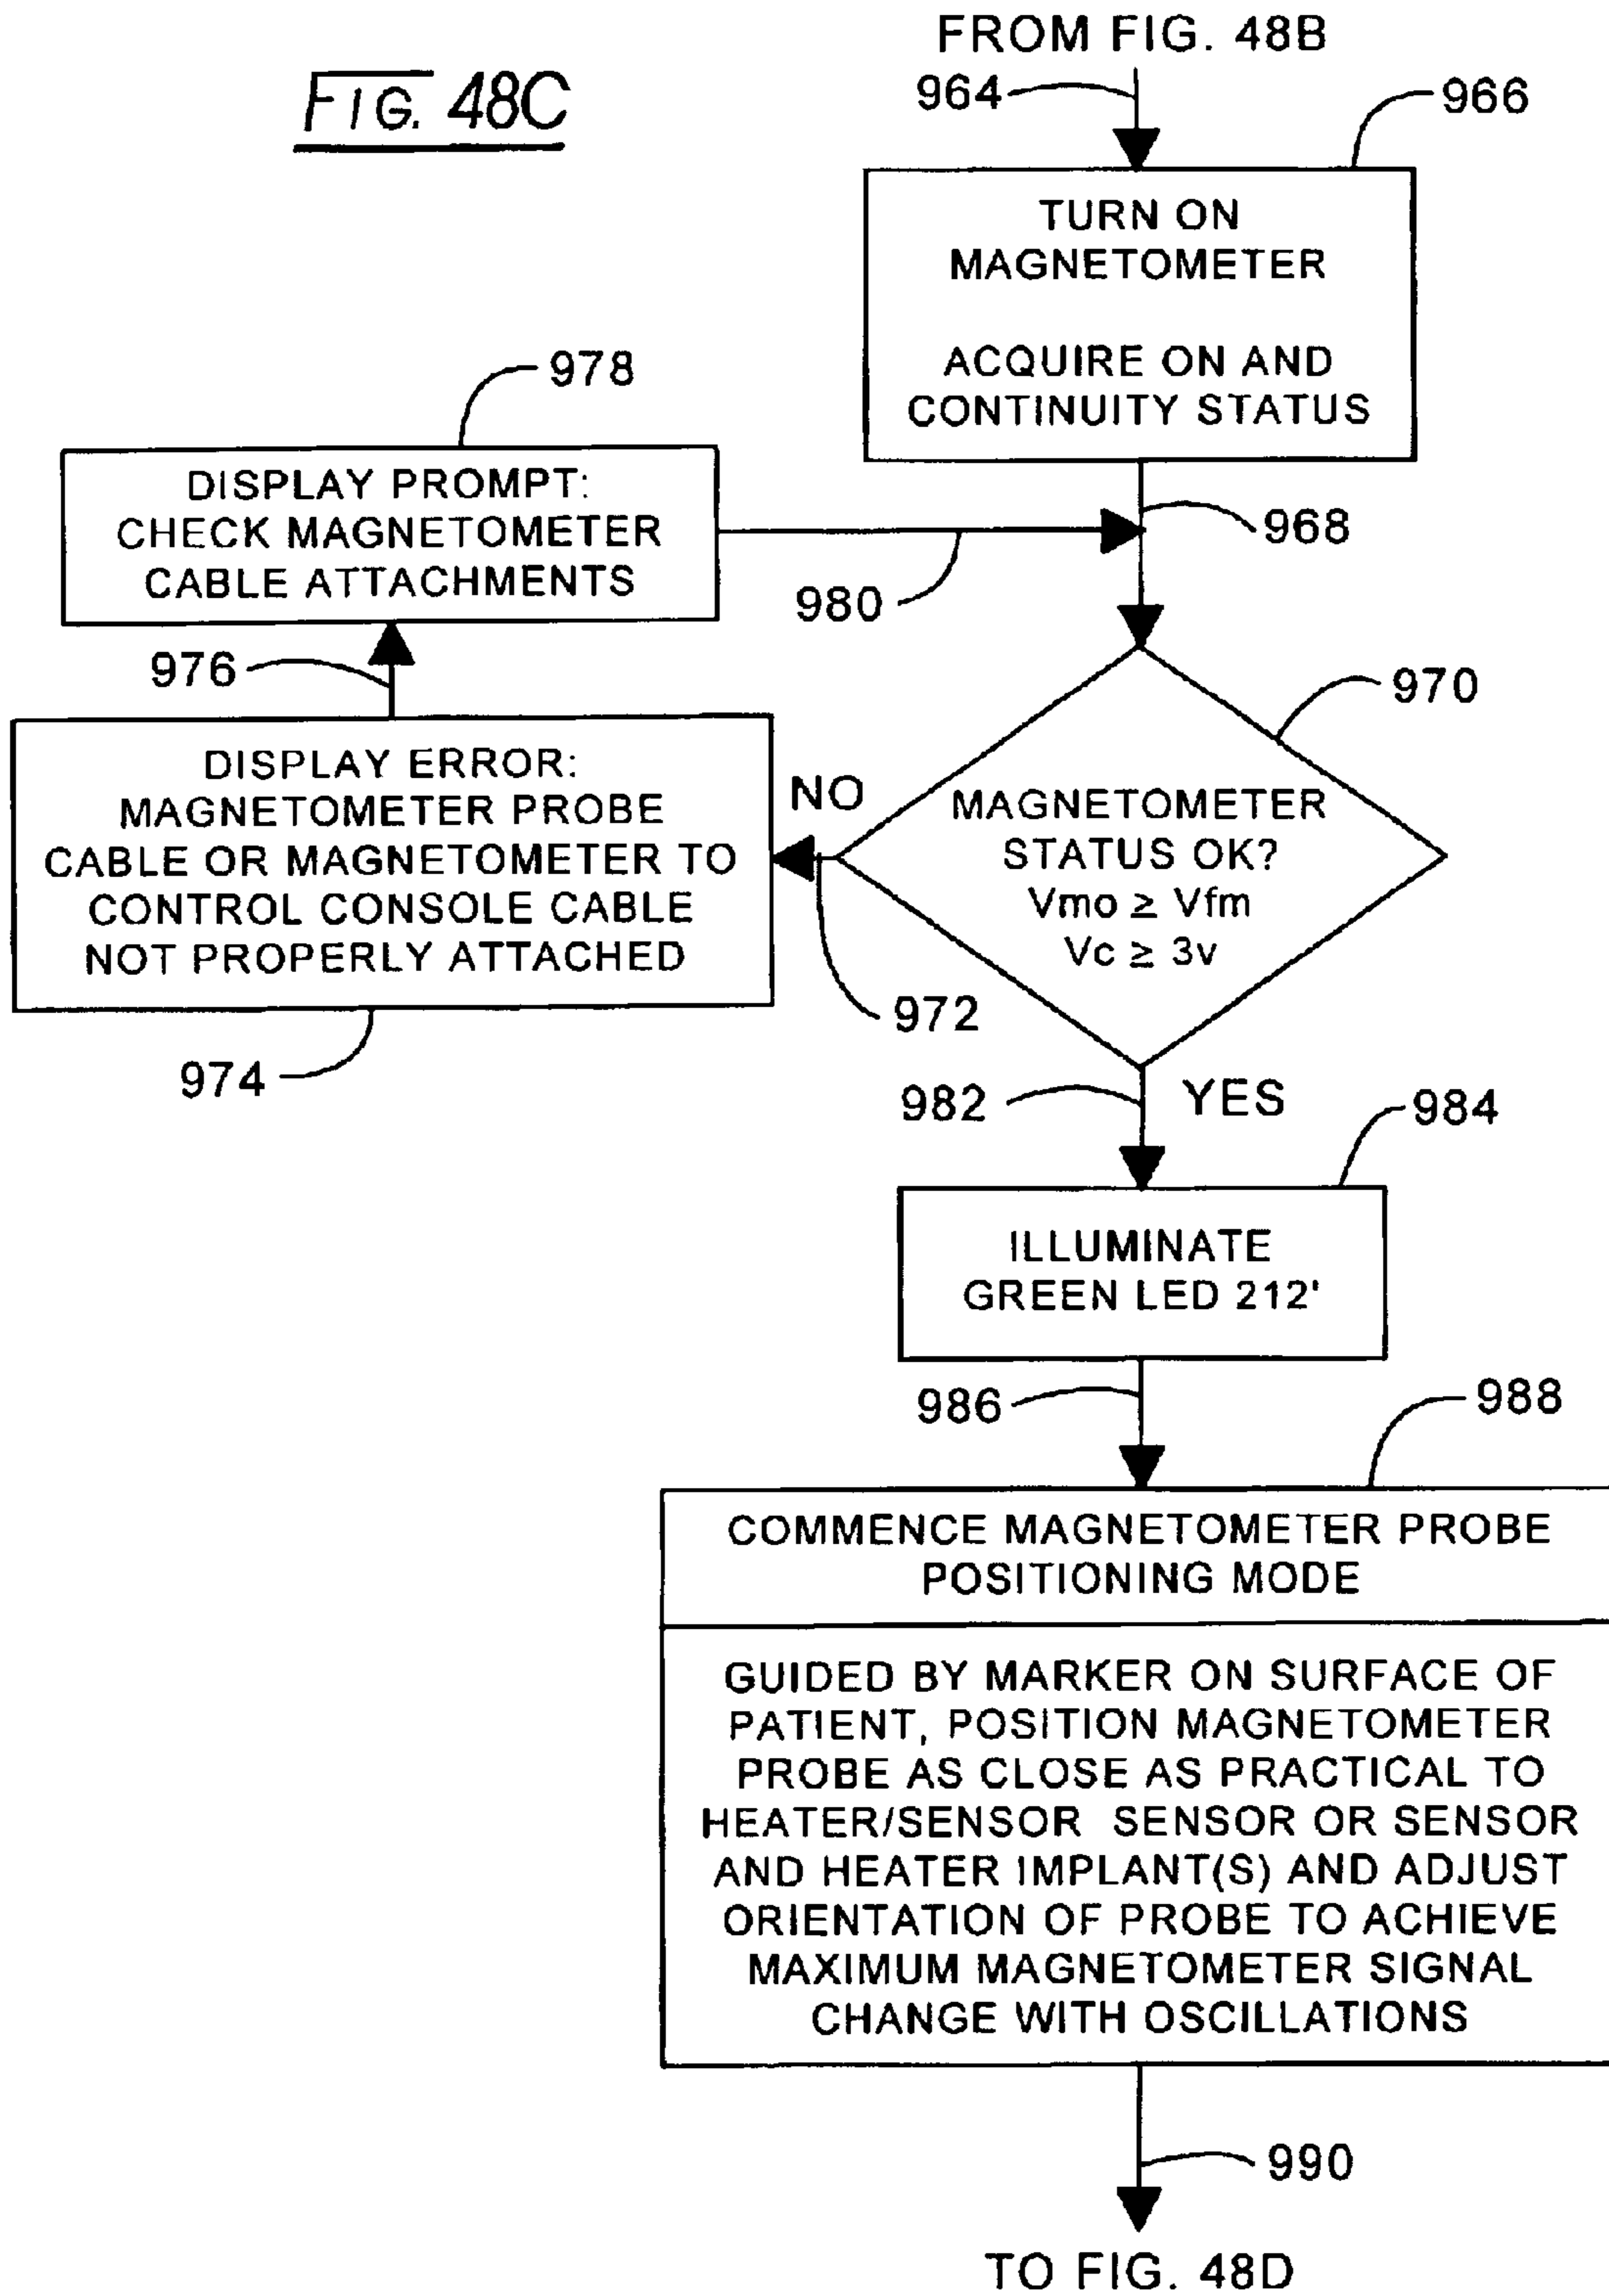 FROM FIG. 48B
FIG. 48C
964
966
TURN ON
MAGNETOMETER
ACQUIRE ON AND
CONTINUITY STATUS
978
968
DISPLAY PROMPT:
CHECK MAGNETOMETER
CABLE ATTACHMENTS
980
976
970
DISPLAY ERROR:
MAGNETOMETER PROBE
CABLE OR MAGNETOMETER TO
CONTROL CONSOLE CABLE
NOT PROPERLY ATTACHED
NO
MAGNETOMETER
STATUS OK?
Vmo ≥ Vfm
Vc ≥ 3v
972
974
982
YES
984
ILLUMINATE
GREEN LED 212'
986
988
COMMENCE MAGNETOMETER PROBE
POSITIONING MODE
GUIDED BY MARKER ON SURFACE OF
PATIENT, POSITION MAGNETOMETER
PROBE AS CLOSE AS PRACTICAL TO
HEATER/SENSOR SENSOR OR SENSOR
AND HEATER IMPLANT(S) AND ADJUST
ORIENTATION OF PROBE TO ACHIEVE
MAXIMUM MAGNETOMETER SIGNAL
CHANGE WITH OSCILLATIONS
990
TO FIG. 48D